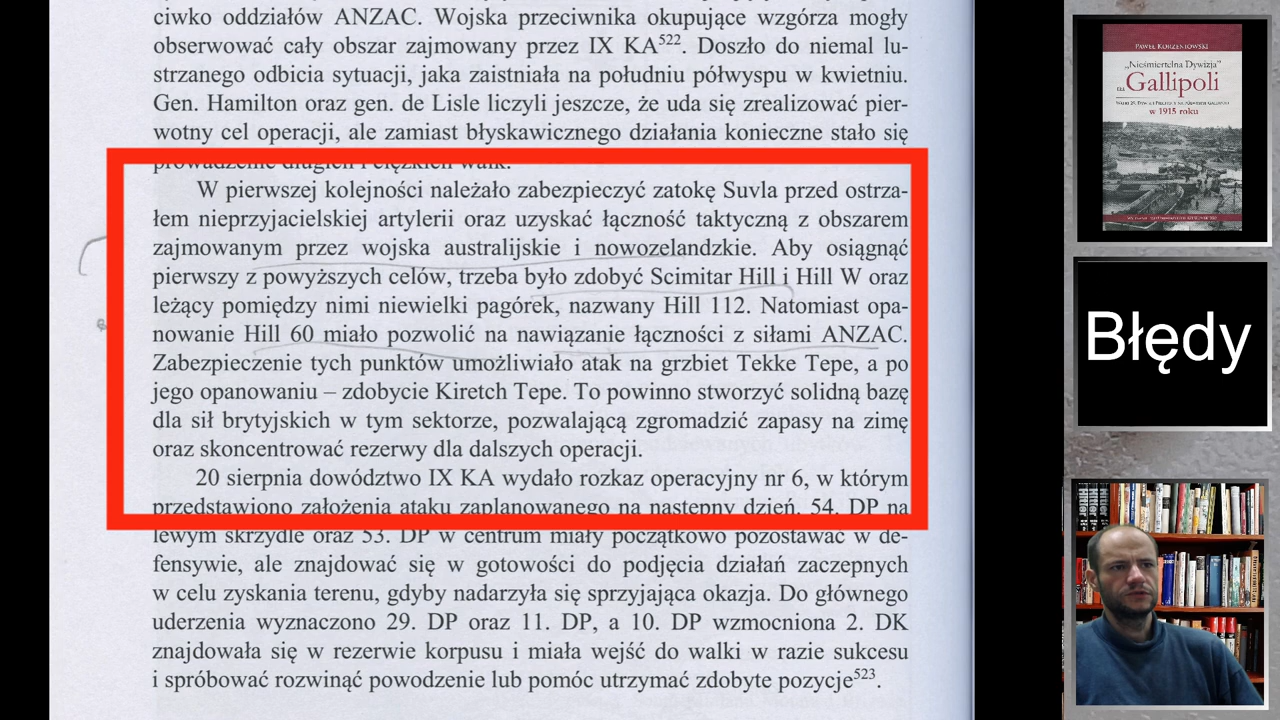 ciwko oddziałów ANZAC. Wojska przeciwnika okupujące wzgórza mogły
obserwować cały obszar zajmowany przez IX KA522. Doszło do niemal lu-
strzanego odbicia sytuacji, jaka zaistniała na południu półwyspu w kwietniu.
Gen. Hamilton oraz gen. de Lisle liczyli jeszcze, że uda się zrealizować pier-
wotny cel operacji, ale zamiast błyskawicznego działania konieczne stało się
prowadzenie długich i ciężkich walk.
W pierwszej kolejności należało zabezpieczyć zatokę Suvla przed ostrza-
łem nieprzyjacielskiej artylerii oraz uzyskać łączność taktyczną z obszarem
zajmowanym przez wojska australijskie i nowozelandzkie. Aby osiągnąć
pierwszy z powyższych celów, trzeba było zdobyć Scimitar Hill i Hill W oraz
leżący pomiędzy nimi niewielki pagórek, nazwany Hill 112. Natomiast opa-
nowanie Hill 60 miało pozwolić na nawiązanie łączności z siłami ANZAC.
Zabezpieczenie tych punktów umożliwiało atak na grzbiet Tekke Tepe, a po
jego opanowaniu – zdobycie Kiretch Tepe. To powinno stworzyć solidną bazę
dla sił brytyjskich w tym sektorze, pozwalającą zgromadzić zapasy na zimę
oraz skoncentrować rezerwy dla dalszych operacji.
20 sierpnia dowództwo IX KA wydało rozkaz operacyjny nr 6, w którym
przedstawiono założenia ataku zaplanowanego na następny dzień. 54. DP na
lewym skrzydle oraz 53. DP w centrum miały początkowo pozostawać w de-
fensywie, ale znajdować się w gotowości do podjęcia działań zaczepnych
w celu zyskania terenu, gdyby nadarzyła się sprzyjająca okazja. Do głównego
uderzenia wyznaczono 29. DP oraz 11. DP, a 10. DP wzmocniona 2. DK
znajdowała się w rezerwie korpusu i miała wejść do walki w razie sukcesu
i spróbować rozwinąć powodzenie lub pomóc utrzymać zdobyte pozycje523.
PAWEŁ KORZENIOWSKI
„Nieśmiertelna Dywizja”
na Gallipoli
w 1915 roku
Błędy
Hitler
Hitler